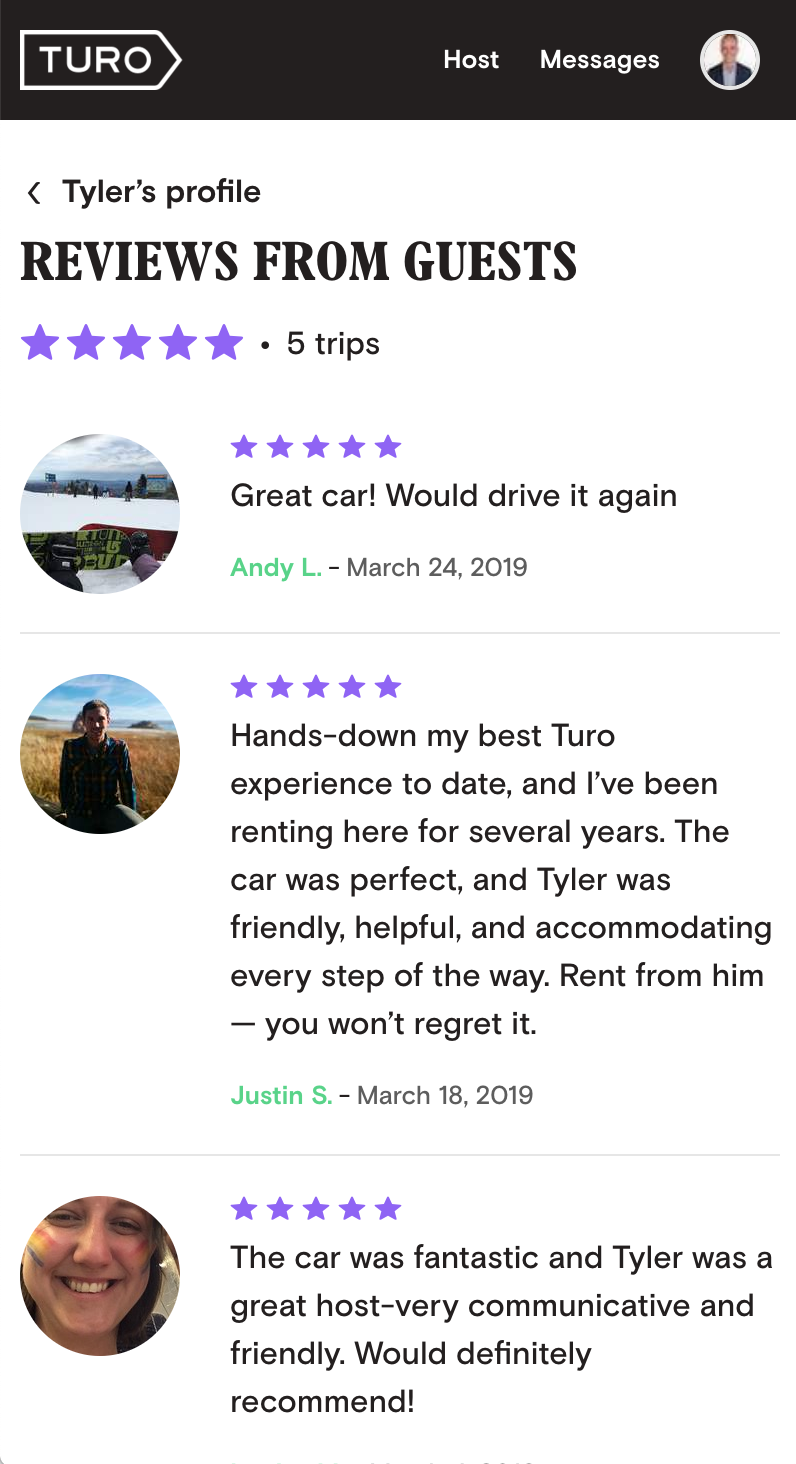 TURO
Host
Messages
Tyler’s profile
REVIEWS FROM GUESTS
• 5 trips
Great car! Would drive it again
Andy L. - March 24, 2019
Hands-down my best Turo
experience to date, and I’ve been
renting here for several years. The
car was perfect, and Tyler was
friendly, helpful, and accommodating
every step of the way. Rent from him
— you won’t regret it.
Justin S. - March 18, 2019
The car was fantastic and Tyler was a
great host-very communicative and
friendly. Would definitely
recommend!